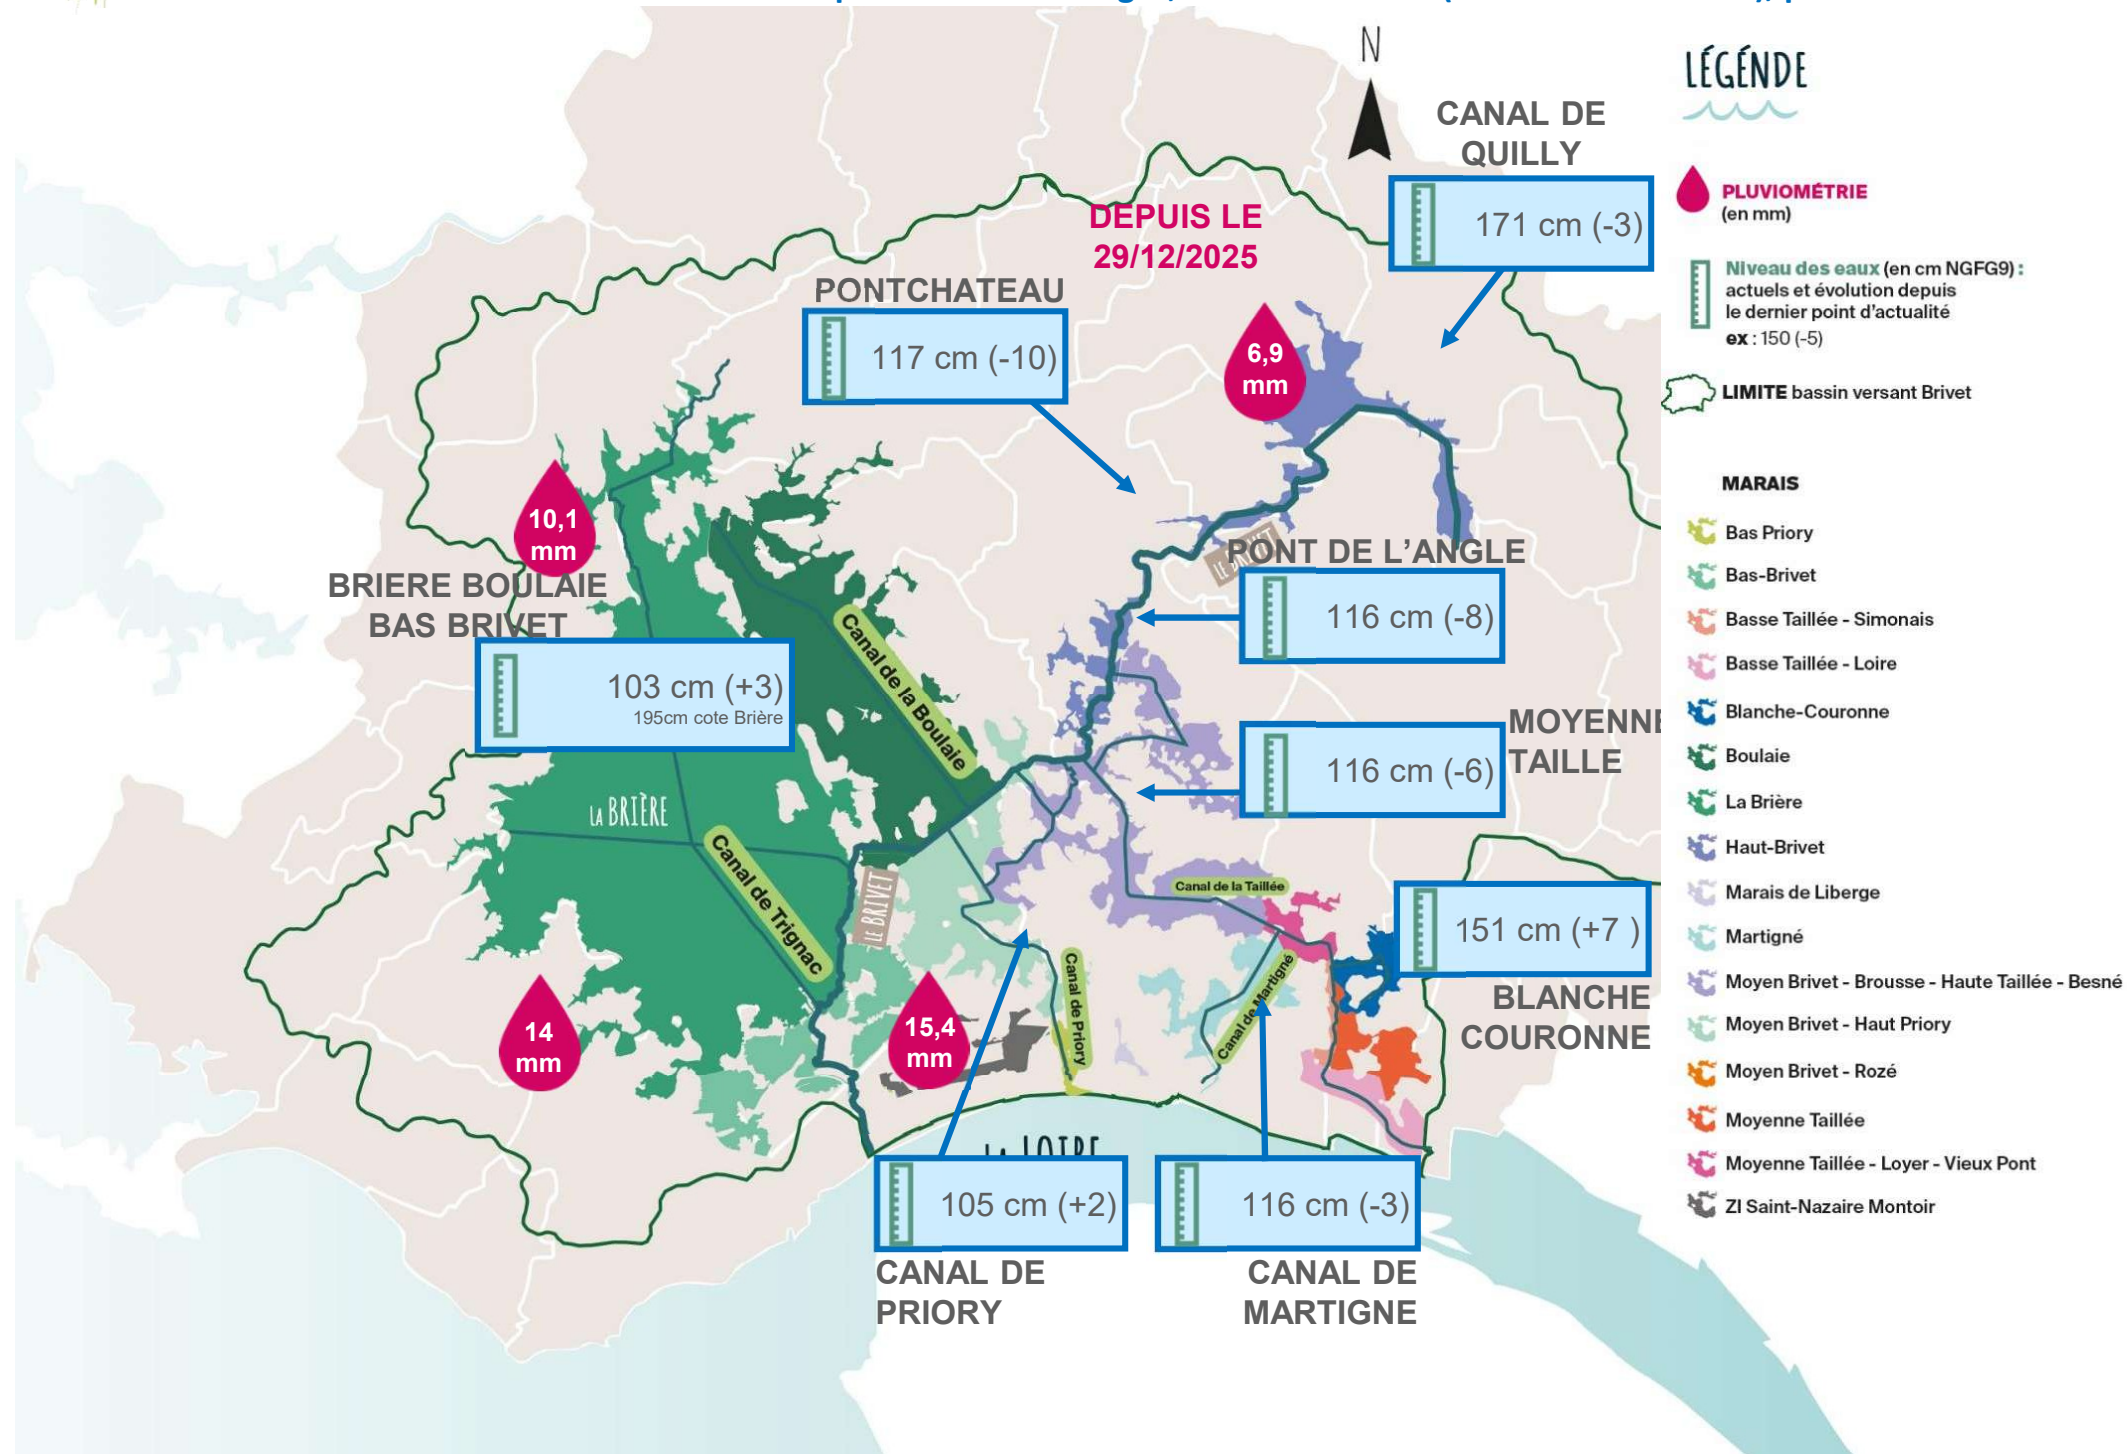 N
CANAL DE
QUILLY
171 cm (-3)
DEPUIS LE
29/12/2025
PONTCHATEAU
117 cm (-10)
6,9
mm
10,1
mm
BRIERE BOULAIE
BAS BRIVET
103 cm (+3)
195cm cote Brière
LE BRIVET
PONT DE L’ANGLE
116 cm (-8)
Canal de la Boulaie
MOYENNE
TAILLE
116 cm (-6)
LA BRIÈRE
Canal de Trignac
LE BRIVET
Canal de la Taillée
151 cm (+7 )
BLANCHE
COURONNE
Canal de Priory
Canal de Martigné
14
mm
15,4
mm
LA LOIRE
105 cm (+2)
CANAL DE
PRIORY
116 cm (-3)
CANAL DE
MARTIGNE
LÉGÉNDE
PLUVIOMÉTRIE
(en mm)
Niveau des eaux (en cm NGFG9) :
actuels et évolution depuis
le dernier point d’actualité
ex : 150 (-5)
LIMITE bassin versant Brivet
MARAIS
Bas Priory
Bas-Brivet
Basse Taillée - Simonais
Basse Taillée - Loire
Blanche-Couronne
Boulaie
La Brière
Haut-Brivet
Marais de Liberge
Martigné
Moyen Brivet - Brousse - Haute Taillée - Besné
Moyen Brivet - Haut Priory
Moyen Brivet - Rozé
Moyenne Taillée
Moyenne Taillée - Loyer - Vieux Pont
ZI Saint-Nazaire Montoir